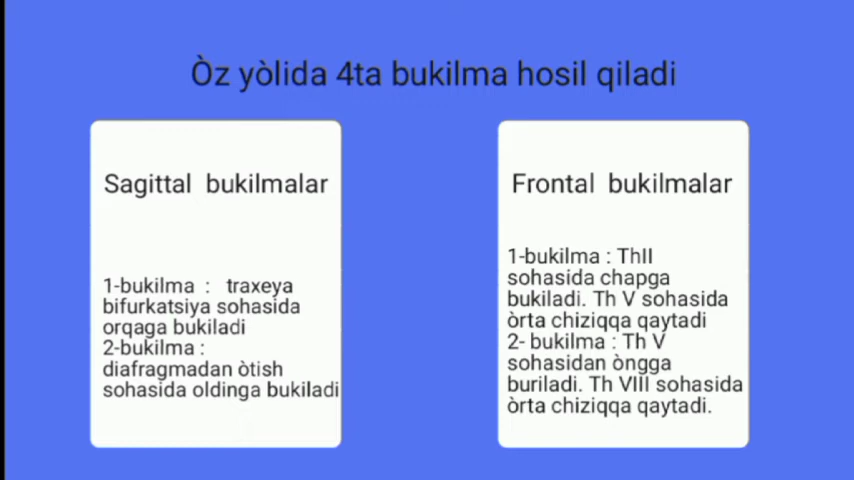 Òz yòlida 4ta bukilma hosil qiladi
Sagittal bukilmalar
1-bukilma : traxeya
bifurkatsiya sohasida
orqaga bukiladi
2-bukilma :
diafragmadan òtish
sohasida oldinga bukiladi
Frontal bukilmalar
1-bukilma : ThII
sohasida chapga
bukiladi. Th V sohasida
òrta chiziqqa qaytadi
2- bukilma : Th V
sohasidan òngga
buriladi. Th VIII sohasida
òrta chiziqqa qaytadi.